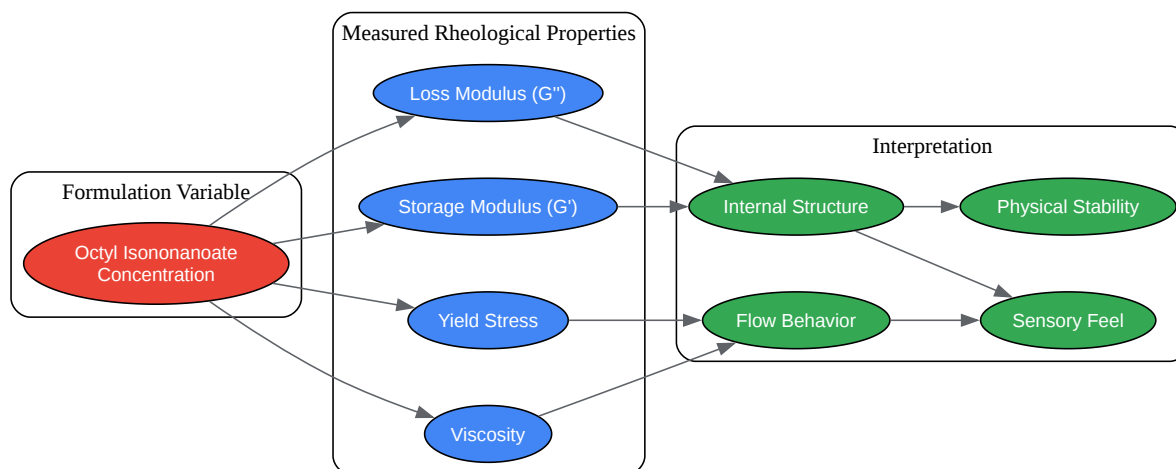 Formulation Variable
Octyl Isononanoate
Concentration
Measured Rheological Properties
Loss Modulus (G'')
Storage Modulus (G')
Yield Stress
Viscosity
Interpretation
Internal Structure
Physical Stability
Flow Behavior
Sensory Feel